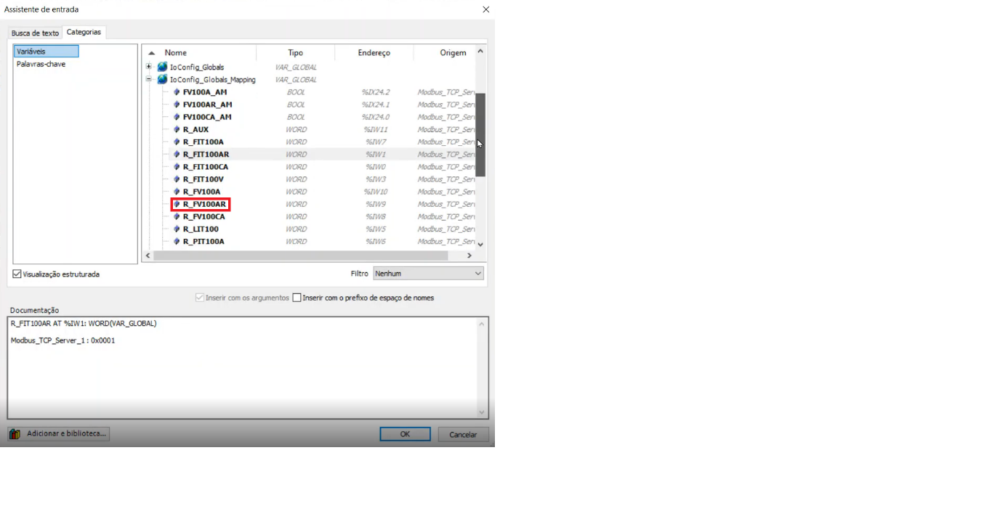 Assistente de entrada
Busca de texto Categorias
Variáveis
Palavras-chave
Nome Tipo Endereço Origem
IoConfig_Globals VAR_GLOBAL
IoConfig_Globals_Mapping VAR_GLOBAL
FV100A_AM BOOL %IX24.2 Modbus_TCP_Ser
FV100AR_AM BOOL %IX24.1 Modbus_TCP_Ser
FV100CA_AM BOOL %IX24.0 Modbus_TCP_Ser
R_AUX WORD %IW11 Modbus_TCP_Ser
R_FIT100A WORD %IW7 Modbus_TCP_Ser
R_FIT100AR WORD %IW1 Modbus_TCP_Ser
R_FIT100CA WORD %IW0 Modbus_TCP_Ser
R_FIT100V WORD %IW3 Modbus_TCP_Ser
R_FV100A WORD %IW10 Modbus_TCP_Ser
R_FV100AR WORD %IW9 Modbus_TCP_Ser
R_FV100CA WORD %IW8 Modbus_TCP_Ser
R_LIT100 WORD %IW5 Modbus_TCP_Ser
R_PIT100A WORD %IW6 Modbus_TCP_Ser
Visualização estruturada
Filtro Nenhum
Inserir com os argumentos Inserir com o prefixo de espaço de nomes
Documentação
R_FIT100AR AT %IW1: WORD(VAR_GLOBAL)
Modbus_TCP_Server_1 : 0x0001
Adicionar e biblioteca...
OK Cancelar